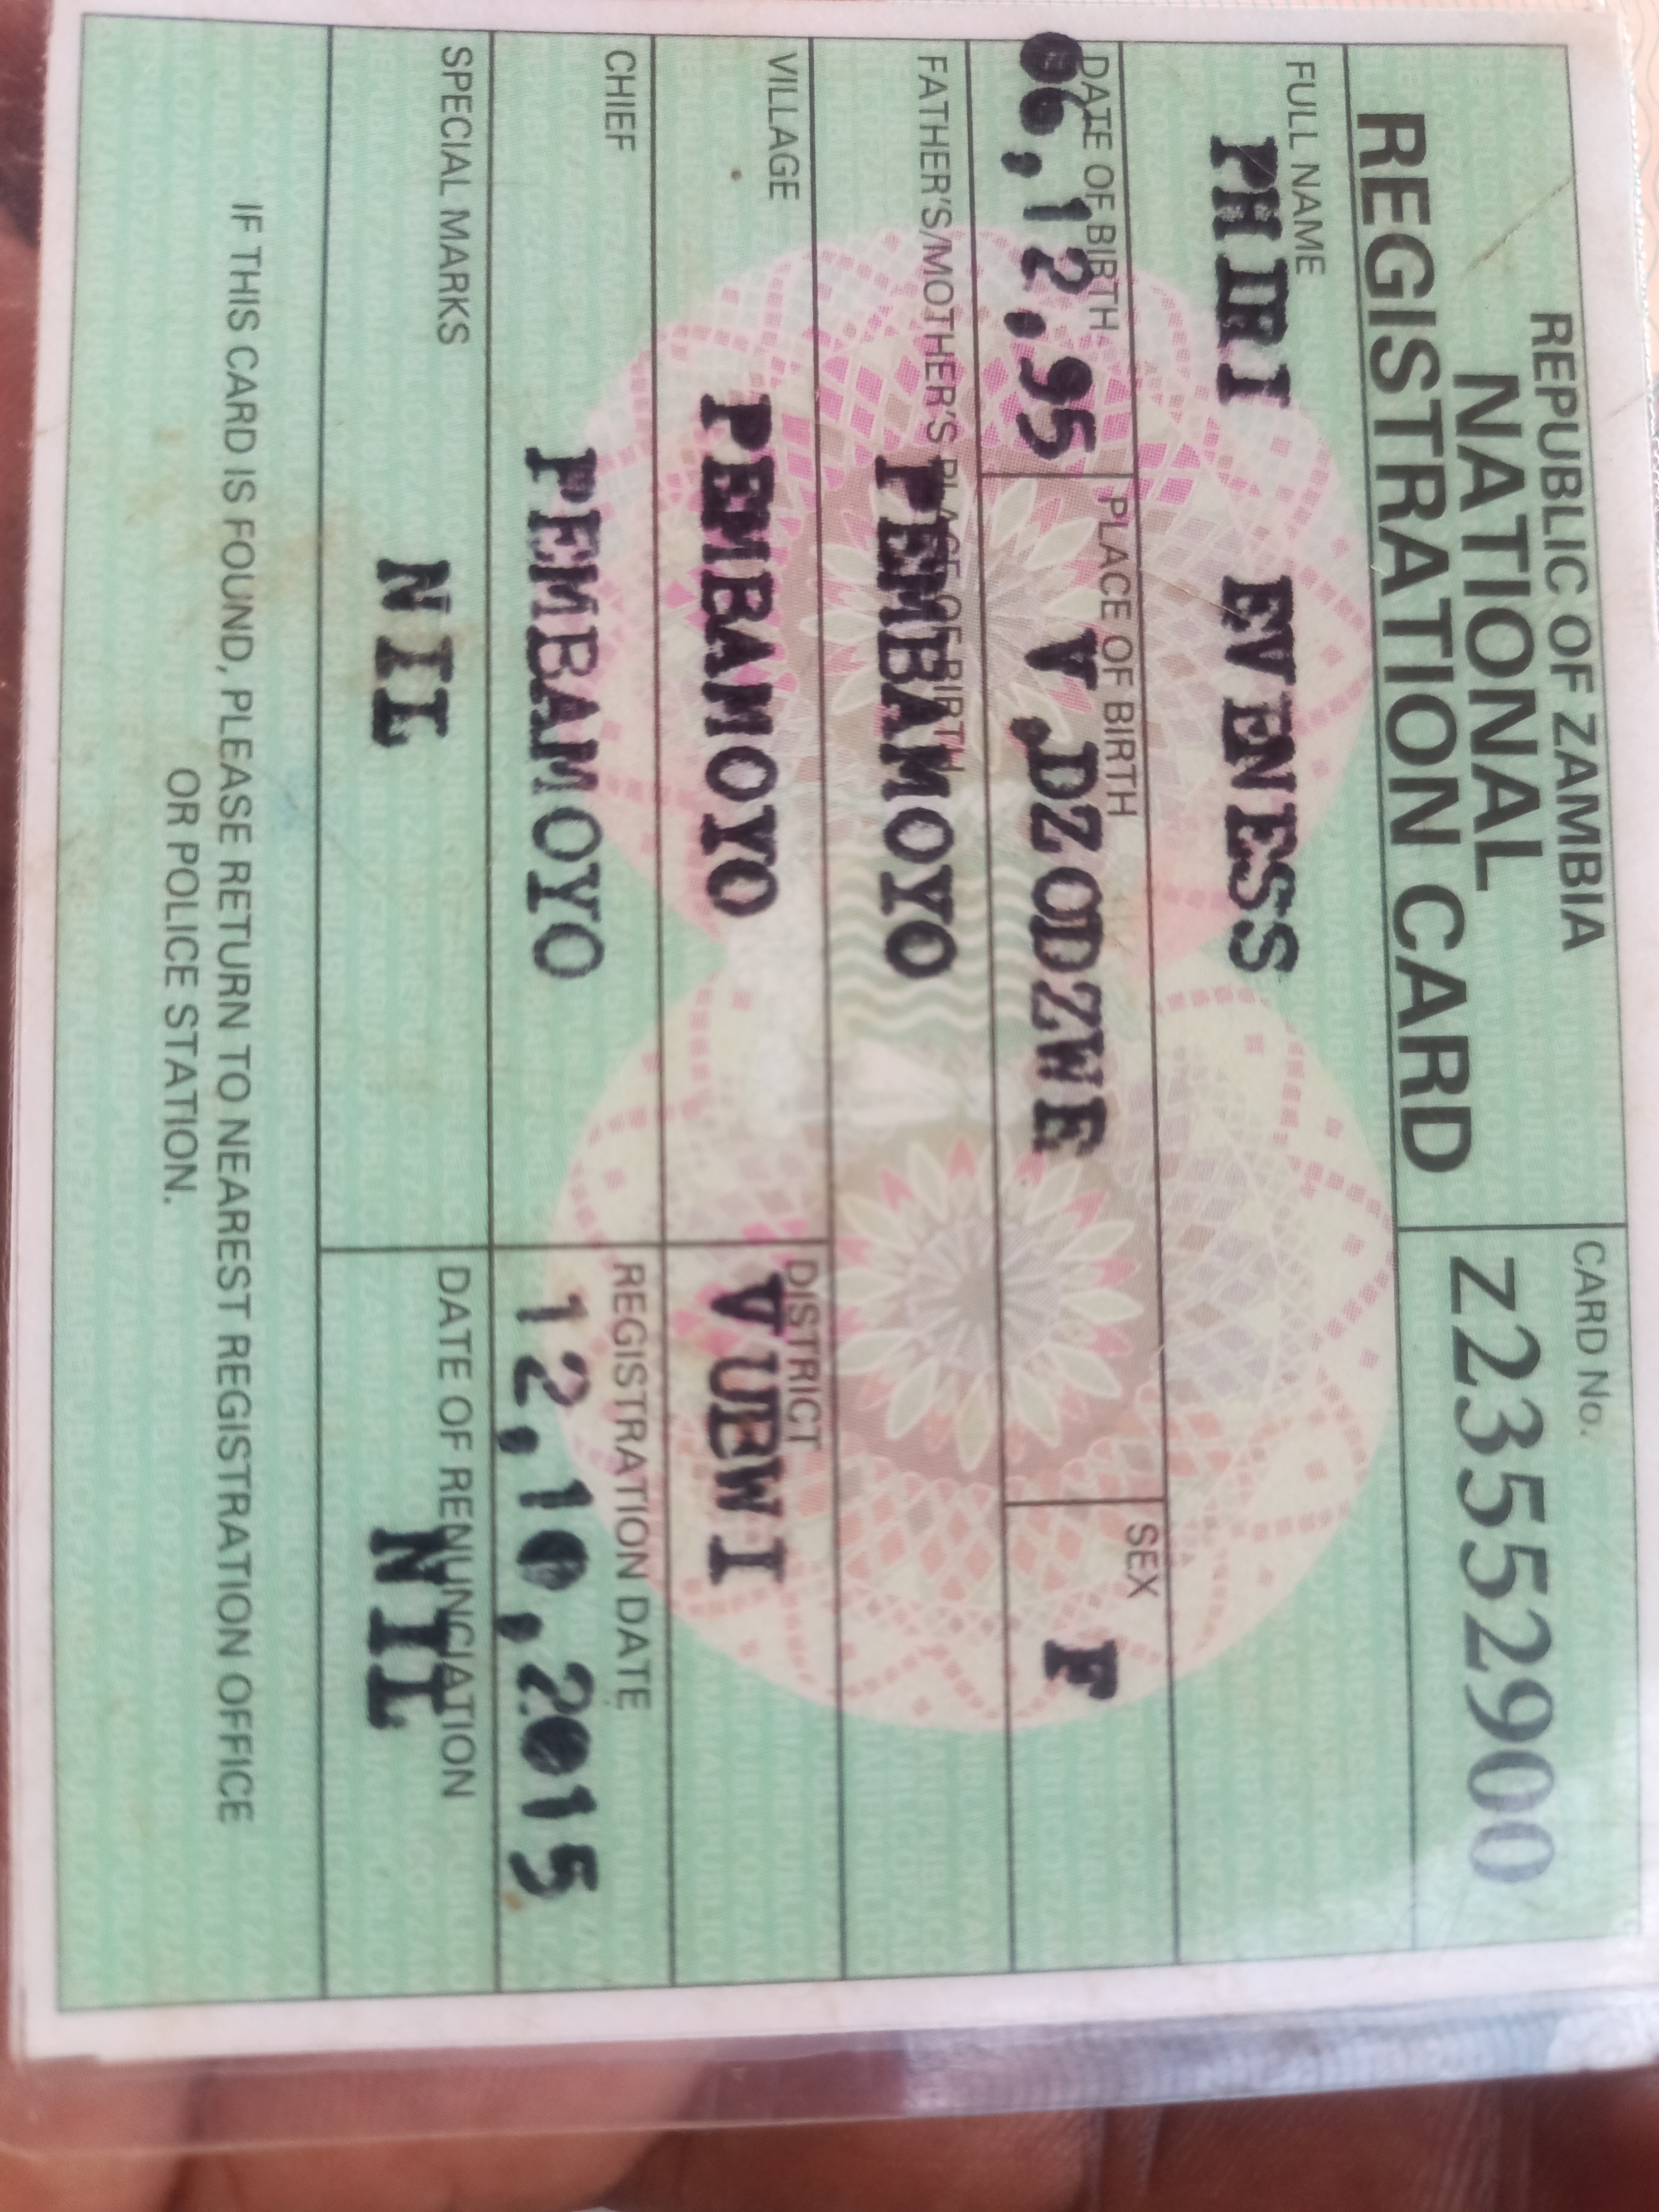 REPUBLIC OF ZAMBIA
NATIONAL
REGISTRATION CARD
CARD No.
Z23552900
FULL NAME
PHIRI EVENESS
DATE OF BIRTH
06,12,95
PLACE OF BIRTH
V,DZODZWE
SEX
F
FATHER'S/MOTHER'S PLACE OF BIRTH
PEMBAMOYO
VILLAGE
PEMBAMOYO
DISTRICT
VUBWI
CHIEF
PEMBAMOYO
REGISTRATION DATE
12,10,2015
SPECIAL MARKS
NIL
DATE OF RENUNCIATION
NIL
IF THIS CARD IS FOUND, PLEASE RETURN TO NEAREST REGISTRATION OFFICE
OR POLICE STATION.